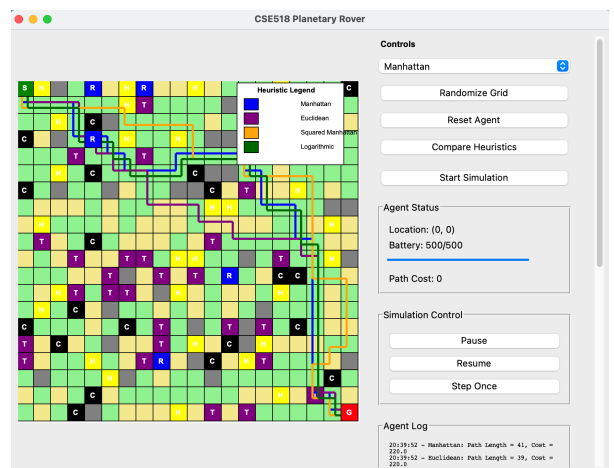 CSE518 Planetary Rover
Controls
Manhattan
Randomize Grid
Reset Agent
Compare Heuristics
Start Simulation
Agent Status
Location: (0, 0)
Battery: 500/500
Path Cost: 0
Simulation Control
Pause
Resume
Step Once
Agent Log
20:39:52 - Manhattan: Path Length = 41, Cost =
220.0
20:39:52 - Euclidean: Path Length = 39, Cost =
220.0
Heuristic Legend
Manhattan
Euclidean
Squared Manhattan
Logarithmic
S R R C
T
C R
T T
C C
C T
T C T
T T T T
T T T R C C
T T T
C
C C T T T C
T C C
T T R C T
C
C
C T T G